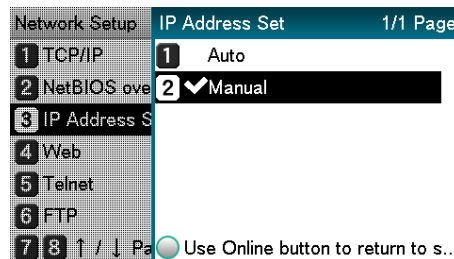 Network Setup
1 TCP/IP
2 NetBIOS ove
3 IP Address S
4 Web
5 Telnet
6 FTP
7 8 ↑ / ↓ Pa
IP Address Set 1/1 Page
1 Auto
2 ✔Manual
Use Online button to return to s..